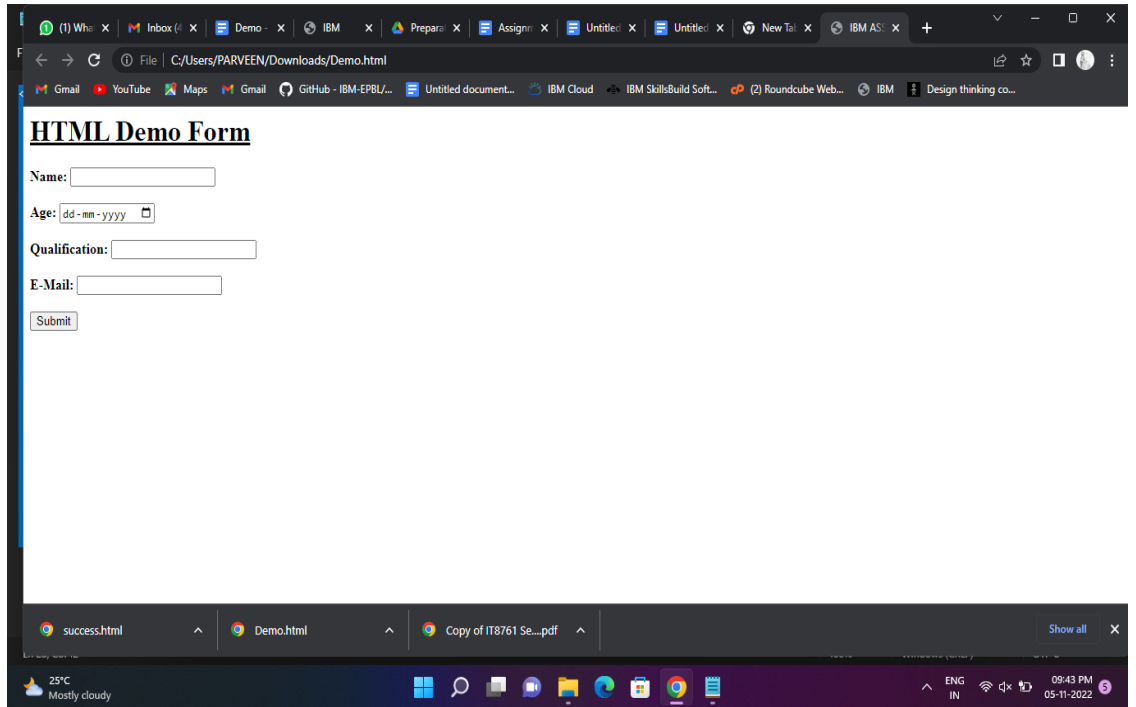 (1) Wha Inbox (4 Demo - IBM Prepara Assignm Untitled Untitled New Tal IBM AS
File C:/Users/PARVEEN/Downloads/Demo.html
Gmail YouTube Maps Gmail GitHub - IBM-EPBL/... Untitled document... IBM Cloud IBM SkillsBuild Soft... (2) Roundcube Web... IBM Design thinking co...
HTML Demo Form
Name:
Age: dd-mm-yyyy
Qualification:
E-Mail:
Submit
success.html Demo.html Copy of IT8761 Se....pdf Show all
25°C
Mostly cloudy
ENG
IN
09:43 PM
05-11-2022
5